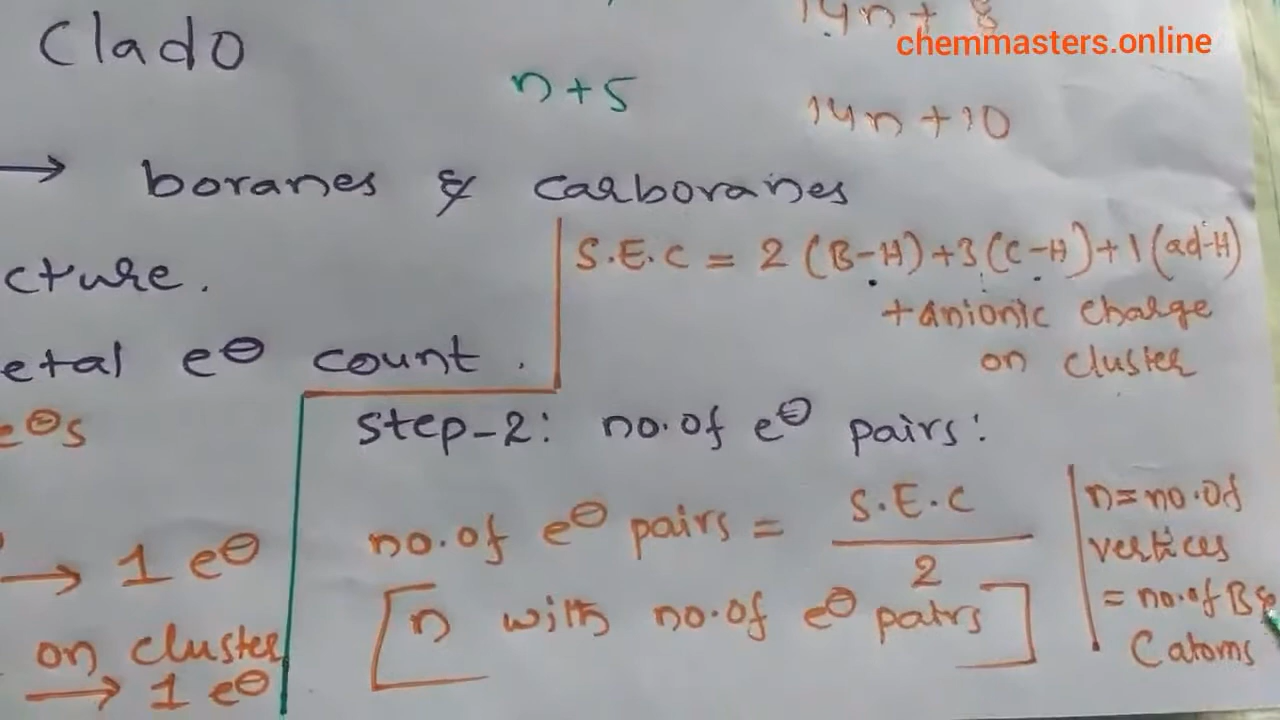 14n + 8
chemmasters.online
Clado
n+5
14n + 10
→ boranes & carboranes
cture.
S.E.C = 2 (B-H) + 3 (C-H) + 1 (ad-H)
+ anionic charge
on cluster
etal e⊖ count.
e⊖s
Step-2: no.of e⊖ pairs:
no.of e⊖ pairs = S.E.C
2
n = no.of
vertices
= no.of B &
C atoms
→ 1 e⊖
[n with no.of e⊖ pairs]
on cluster
→ 1 e⊖